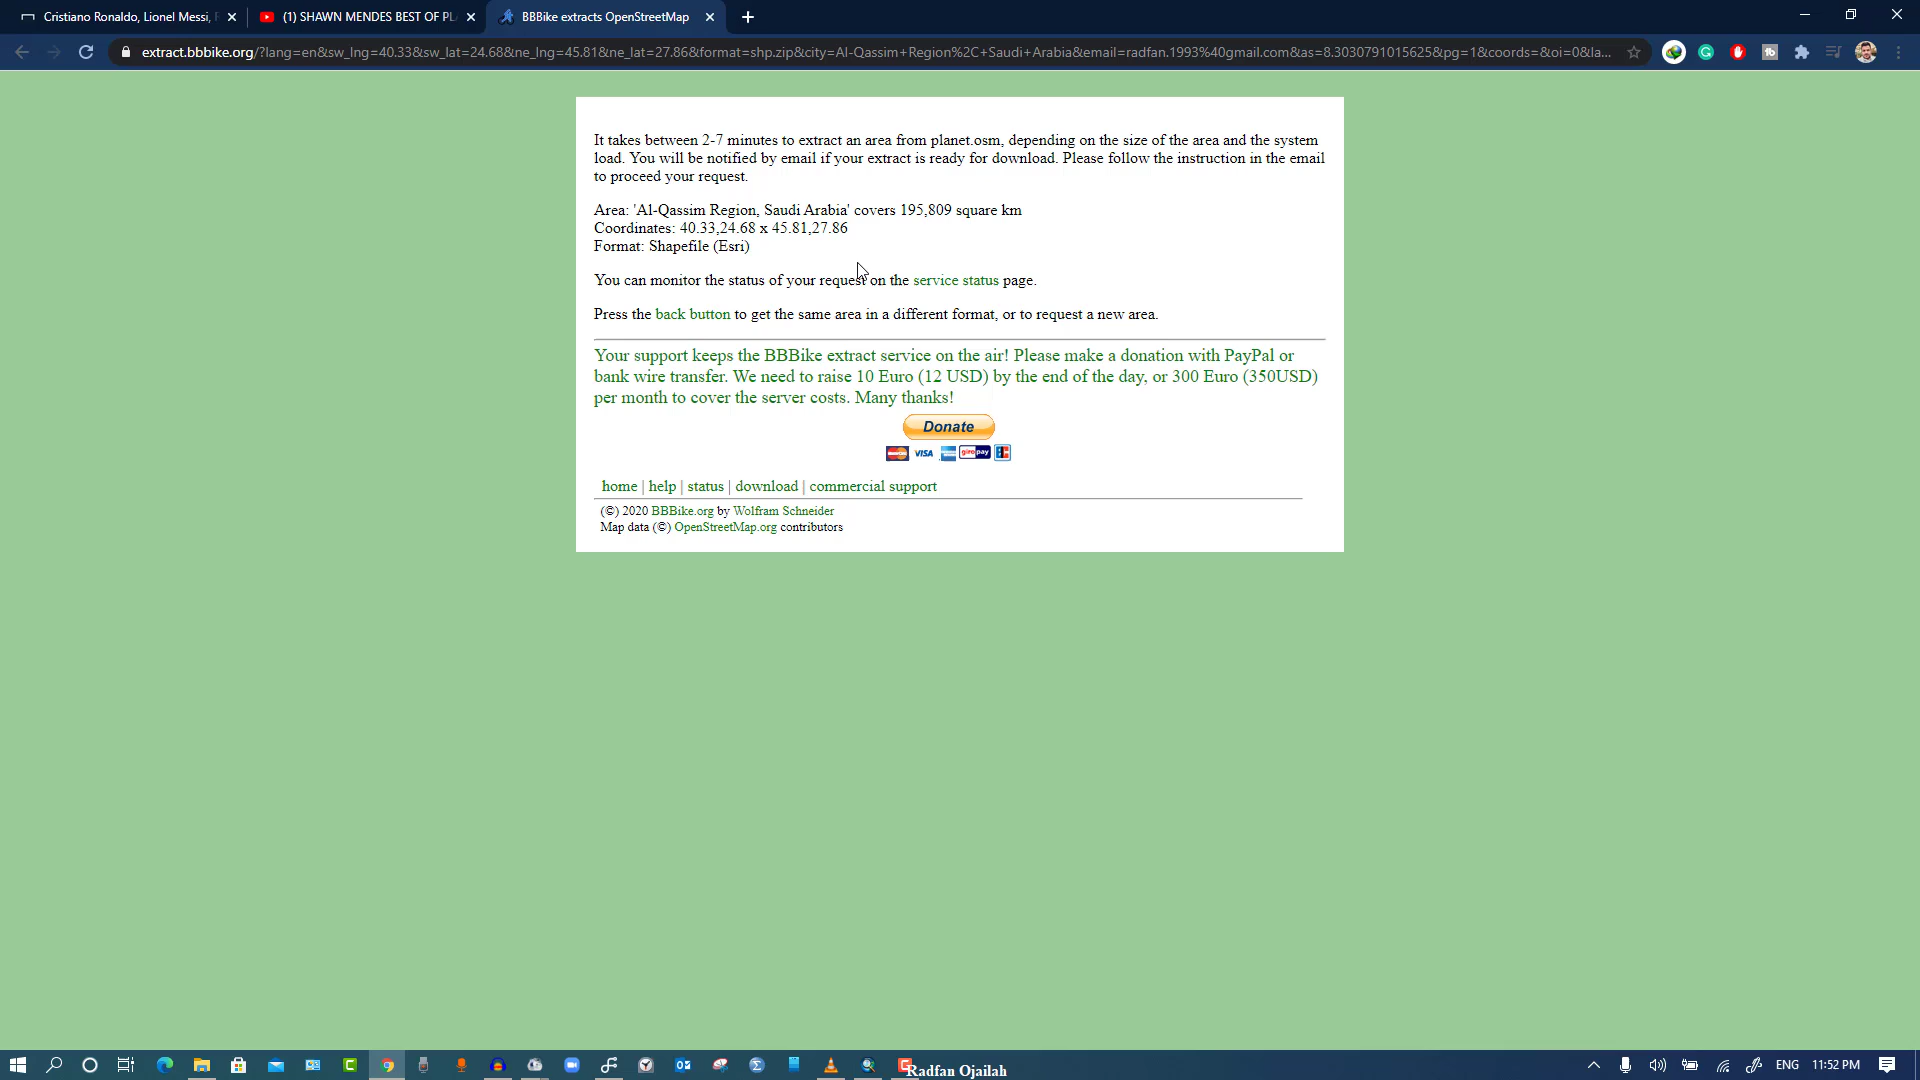 Cristiano Ronaldo, Lionel Messi,
(1) SHAWN MENDES BEST OF PL
BBBike extracts OpenStreetMap
extract.bbbike.org/?lang=en&sw_lng=40.33&sw_lat=24.68&ne_lng=45.81&ne_lat=27.86&format=shp.zip&city=Al-Qassim+Region%2C+Saudi+Arabia&email=radfan.1993%40gmail.com&as=8.3030791015625&pg=1&coords=&oi=0&la...
It takes between 2-7 minutes to extract an area from planet.osm, depending on the size of the area and the system
load. You will be notified by email if your extract is ready for download. Please follow the instruction in the email
to proceed your request.
Area: 'Al-Qassim Region, Saudi Arabia' covers 195,809 square km
Coordinates: 40.33,24.68 x 45.81,27.86
Format: Shapefile (Esri)
You can monitor the status of your request on the service status page.
Press the back button to get the same area in a different format, or to request a new area.
Your support keeps the BBBike extract service on the air! Please make a donation with PayPal or
bank wire transfer. We need to raise 10 Euro (12 USD) by the end of the day, or 300 Euro (350USD)
per month to cover the server costs. Many thanks!
Donate
VISA giropay
home | help | status | download | commercial support
(©) 2020 BBBike.org by Wolfram Schneider
Map data (©) OpenStreetMap.org contributors
Radfan Ojailah
ENG 11:52 PM